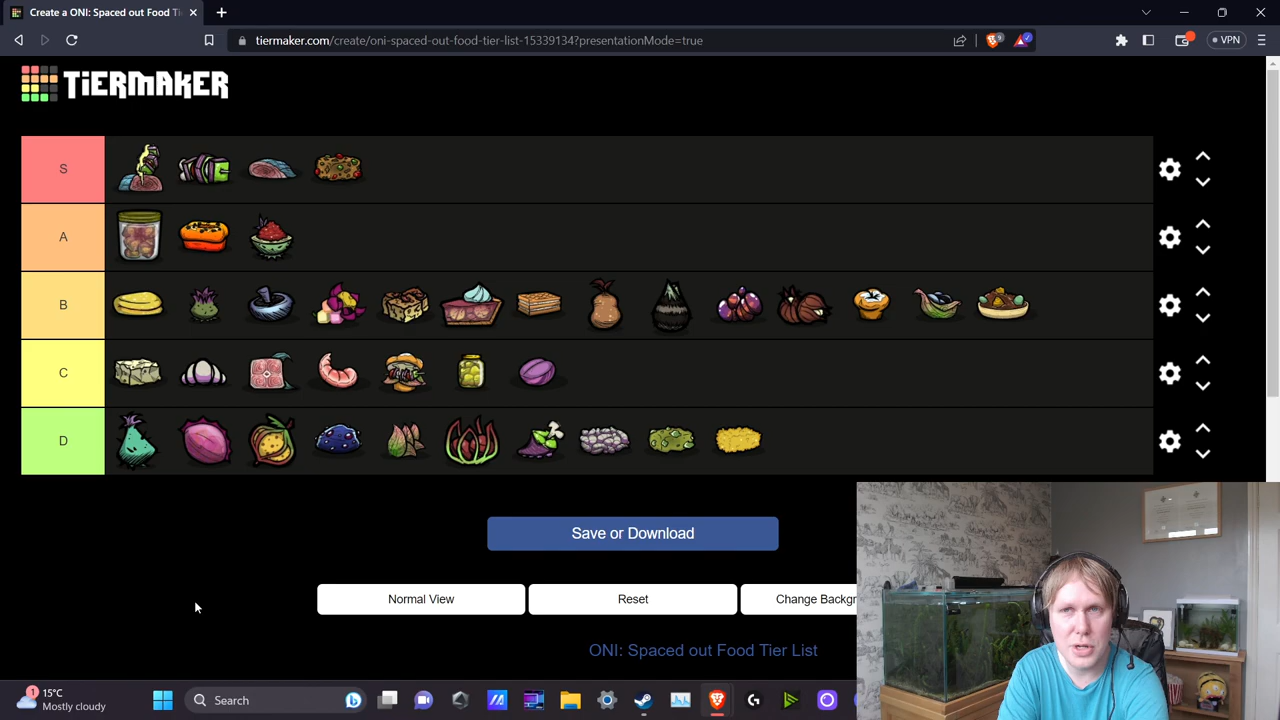 Create a ONI: Spaced out Food Ti
tiermaker.com/create/oni-spaced-out-food-tier-list-15339134?presentationMode=true
9
VPN
TiERMAKER
S
A
B
C
D
Save or Download
Normal View
Reset
Change Backgr
ONI: Spaced out Food Tier List
1
15°C
Mostly cloudy
Search